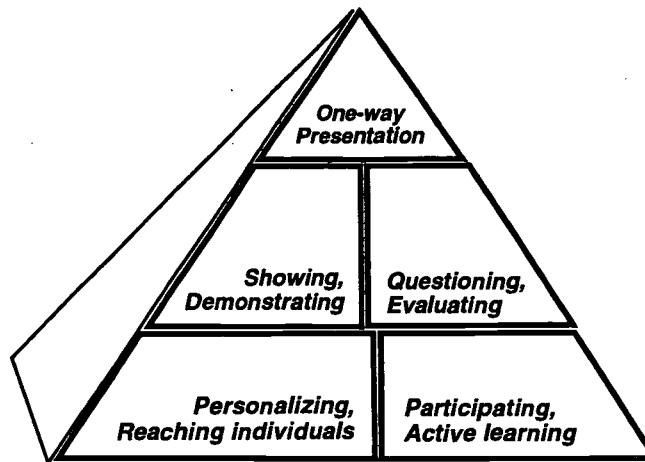 One-way
Presentation
Showing,
Demonstrating
Questioning,
Evaluating
Personalizing,
Reaching individuals
Participating,
Active learning